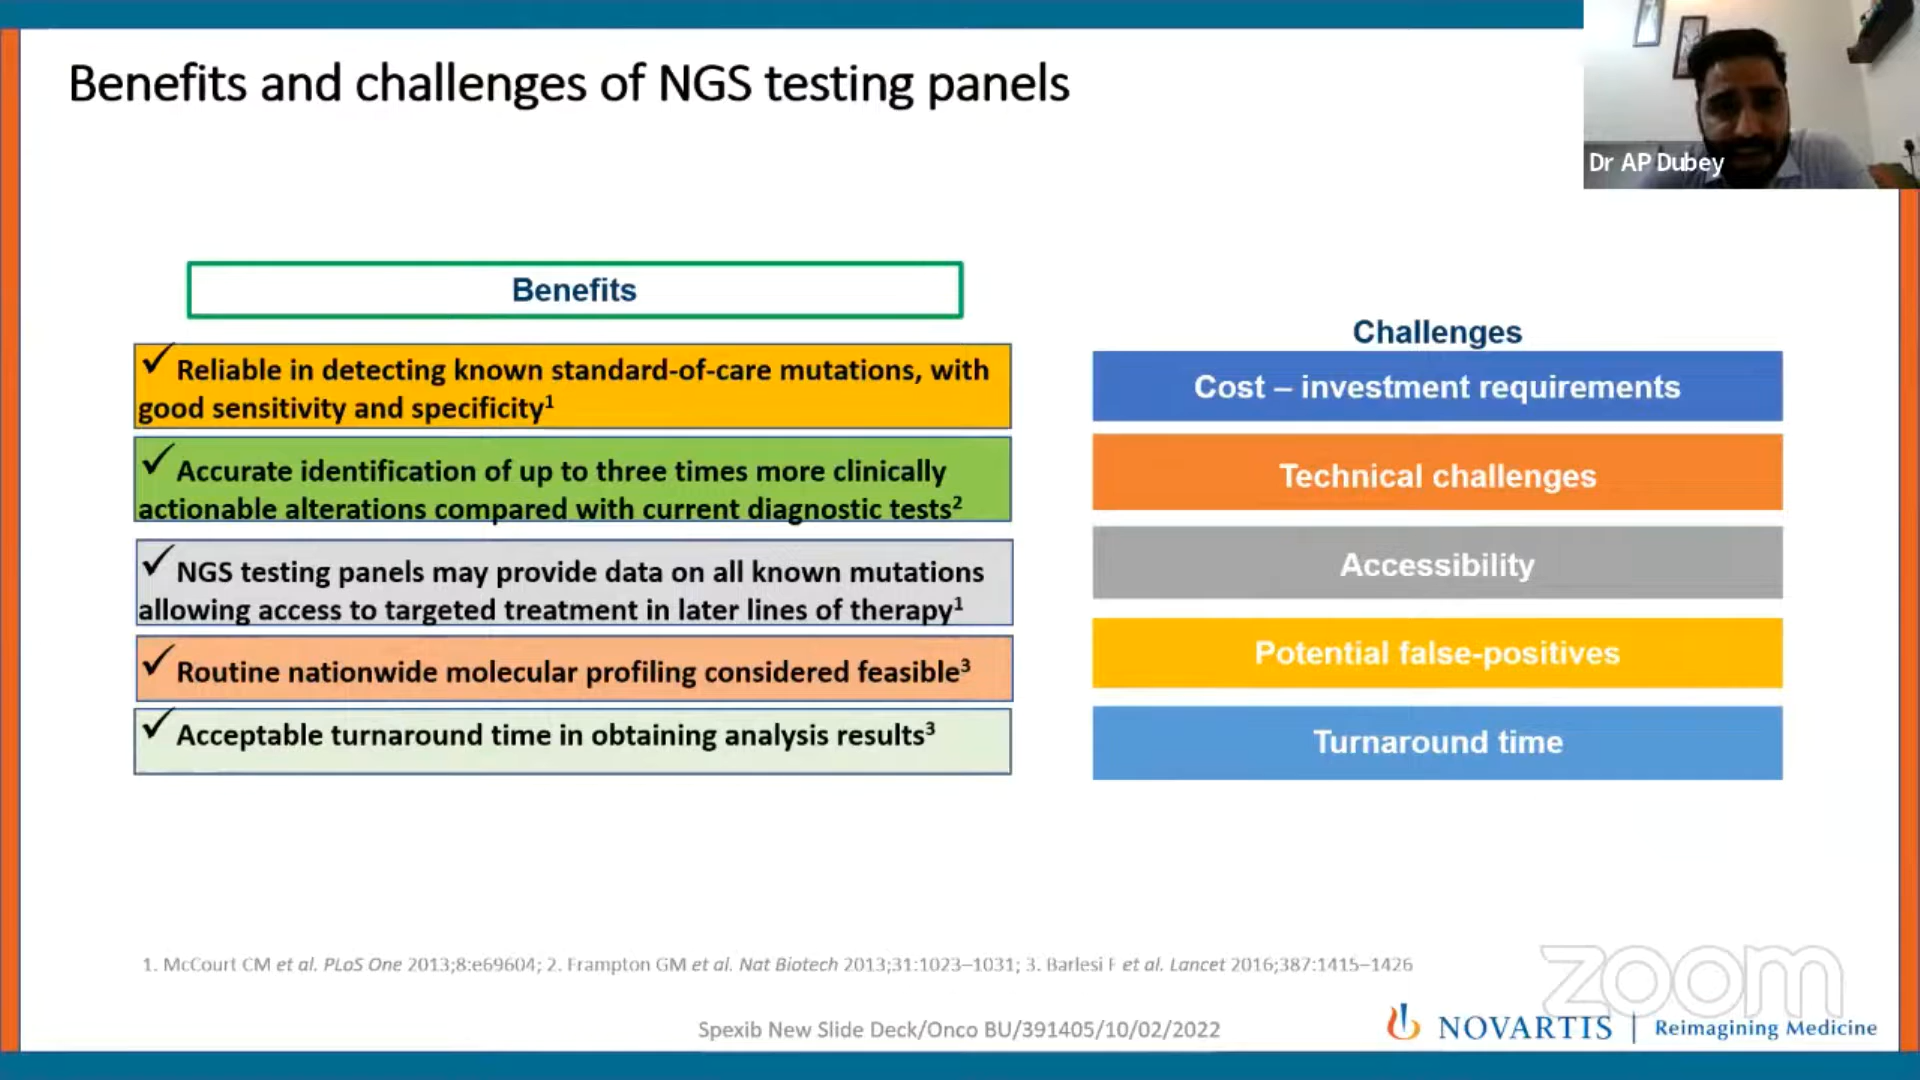 Benefits and challenges of NGS testing panels
Dr AP Dubey
Benefits
✓ Reliable in detecting known standard-of-care mutations, with
good sensitivity and specificity1
✓ Accurate identification of up to three times more clinically
actionable alterations compared with current diagnostic tests2
✓ NGS testing panels may provide data on all known mutations
allowing access to targeted treatment in later lines of therapy1
✓ Routine nationwide molecular profiling considered feasible3
✓ Acceptable turnaround time in obtaining analysis results3
Challenges
Cost – investment requirements
Technical challenges
Accessibility
Potential false-positives
Turnaround time
1. McCourt CM et al. PLoS One 2013;8:e69604; 2. Frampton GM et al. Nat Biotech 2013;31:1023–1031; 3. Barlesi F et al. Lancet 2016;387:1415–1426
zoom
Spexib New Slide Deck/Onco BU/391405/10/02/2022
NOVARTIS | Reimagining Medicine